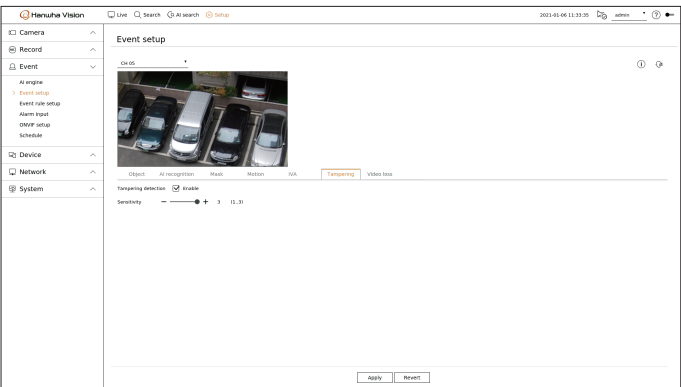 Hanwha Vision
Live Search AI search Setup
2021-01-06 11:33:35 admin ?
Camera
Record
Event
AI engine
Event setup
Event rule setup
Alarm input
ONVIF setup
Schedule
Device
Network
System
Event setup
CH 05
Object AI recognition Mask Motion IVA Tampering Video loss
Tampering detection Enable
Sensitivity − + 3 (1..3)
Apply Revert